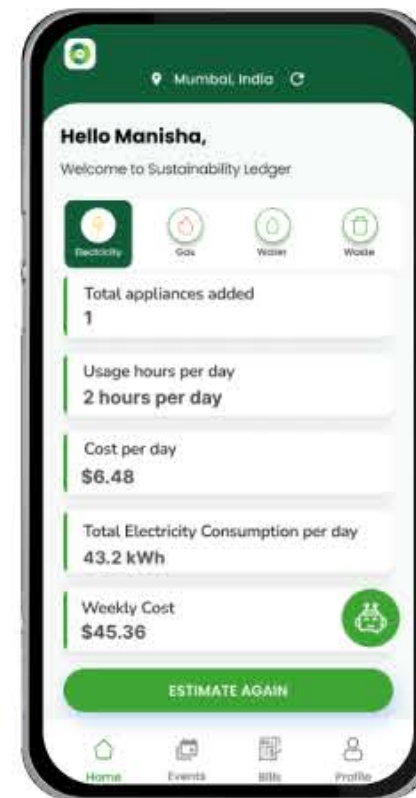 Mumbai, India
Hello Manisha,
Welcome to Sustainability Ledger
Electricity Gas Water Waste
Total appliances added
1
Usage hours per day
2 hours per day
Cost per day
$6.48
Total Electricity Consumption per day
43.2 kWh
Weekly Cost
$45.36
ESTIMATE AGAIN
Home Events Bills Profile